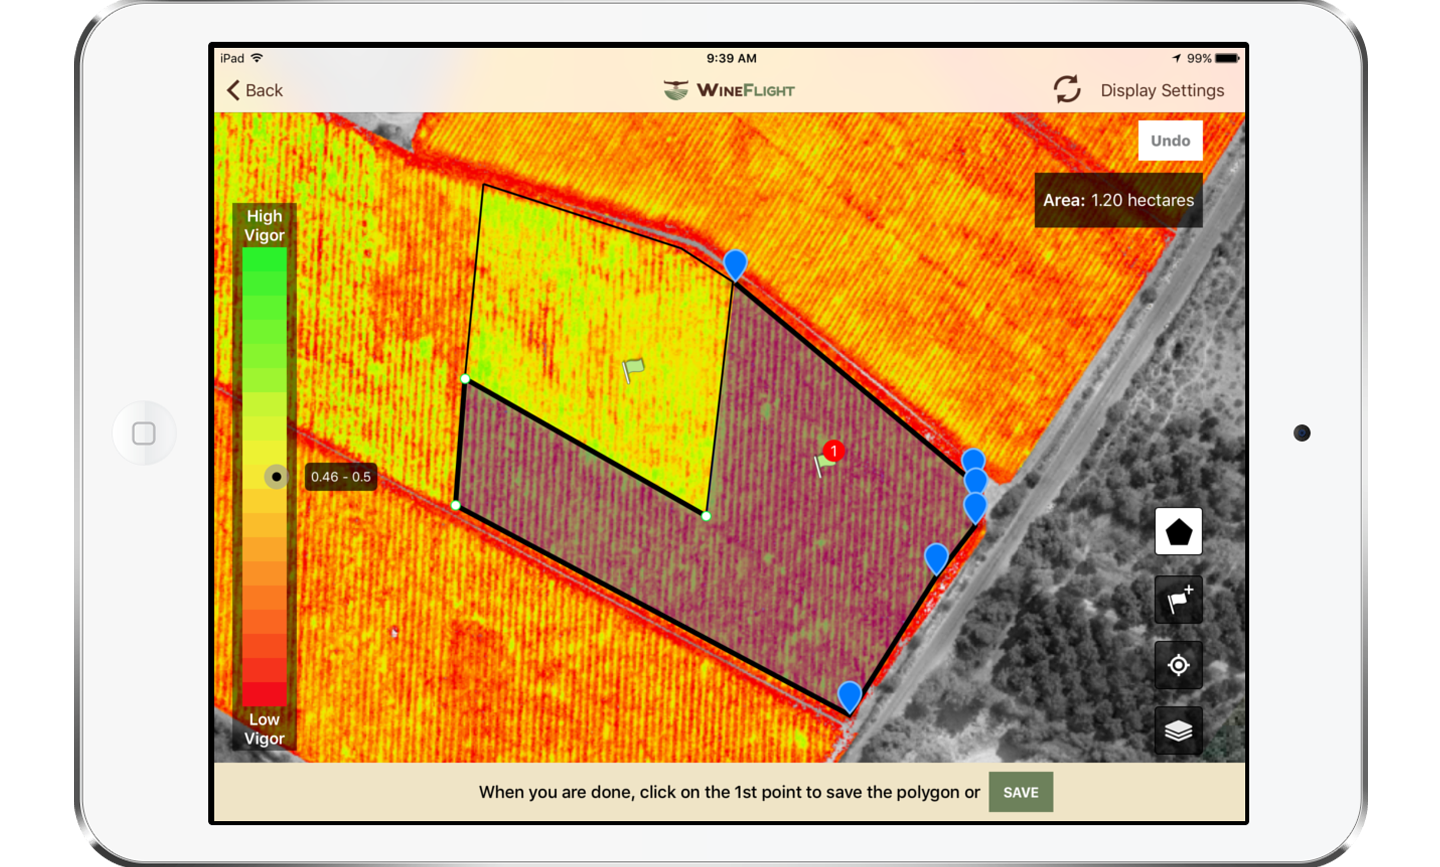 iPad
9:39 AM
99%
Back
WINEFLIGHT
Display Settings
Undo
Area: 1.20 hectares
High
Vigor
0.46 - 0.5
1
Low
Vigor
When you are done, click on the 1st point to save the polygon or
SAVE